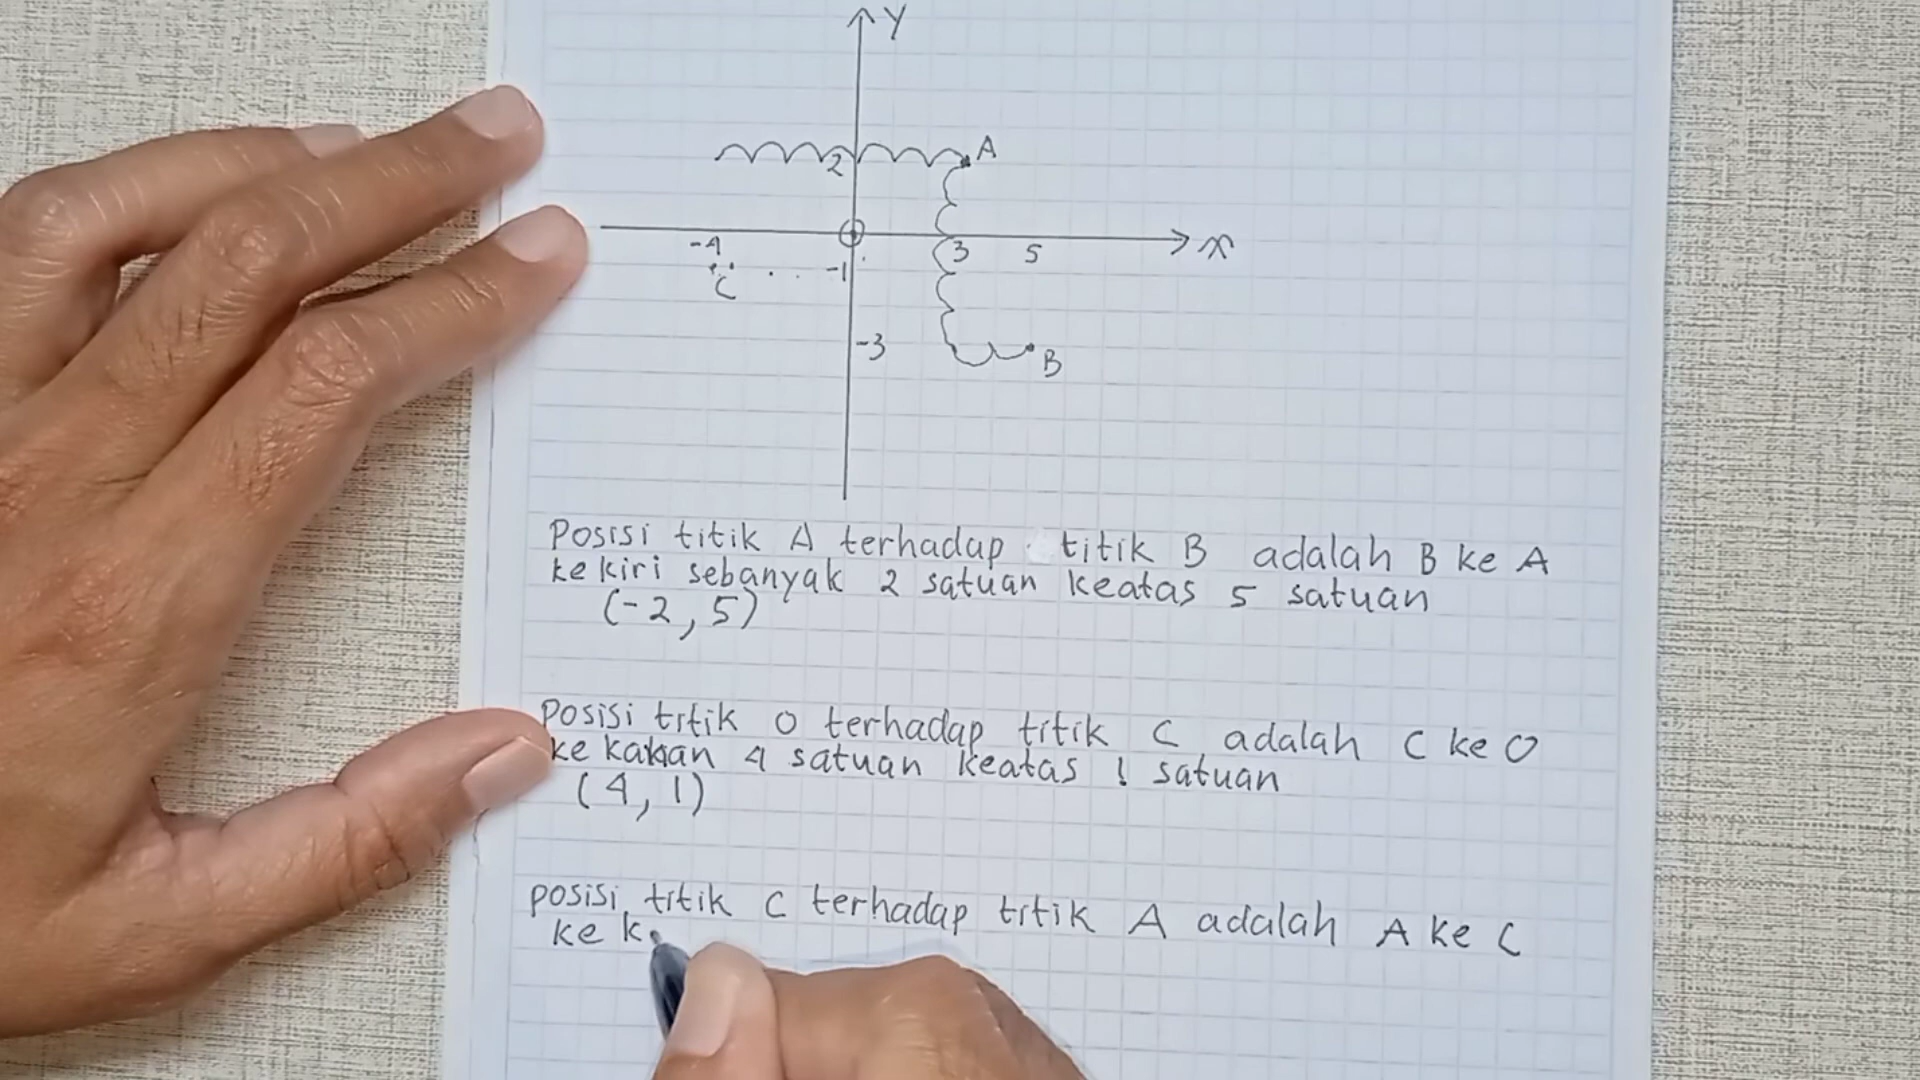 Y
A
2
-4
3
5
X
C
-1
-3
B
Posisi titik A terhadap titik B adalah B ke A
ke kiri sebanyak 2 satuan keatas 5 satuan
(-2, 5)
Posisi titik O terhadap titik C adalah C ke O
ke kanan 4 satuan keatas 1 satuan
(4, 1)
posisi titik C terhadap titik A adalah A ke C
ke k